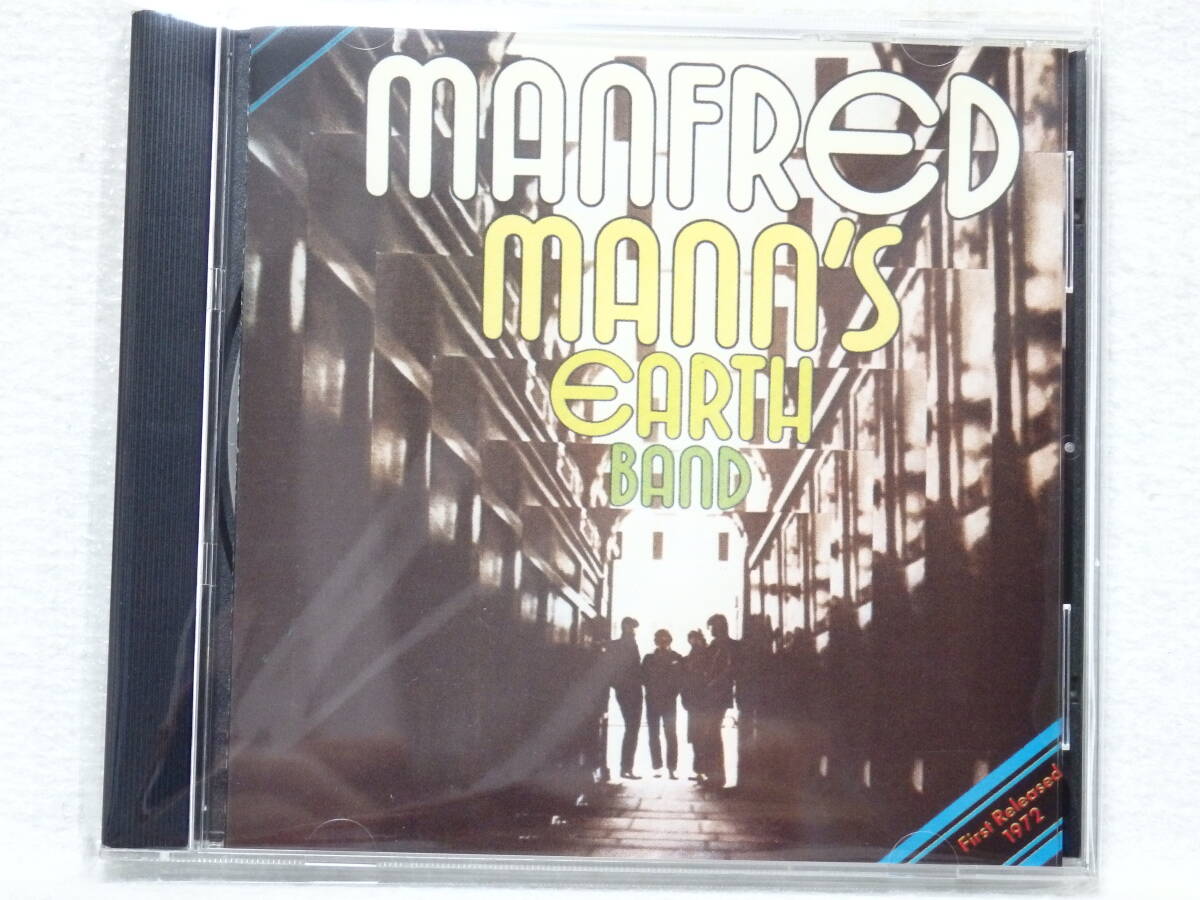 MANFRED
MANN'S
EARTH
BAND
First Released
1972